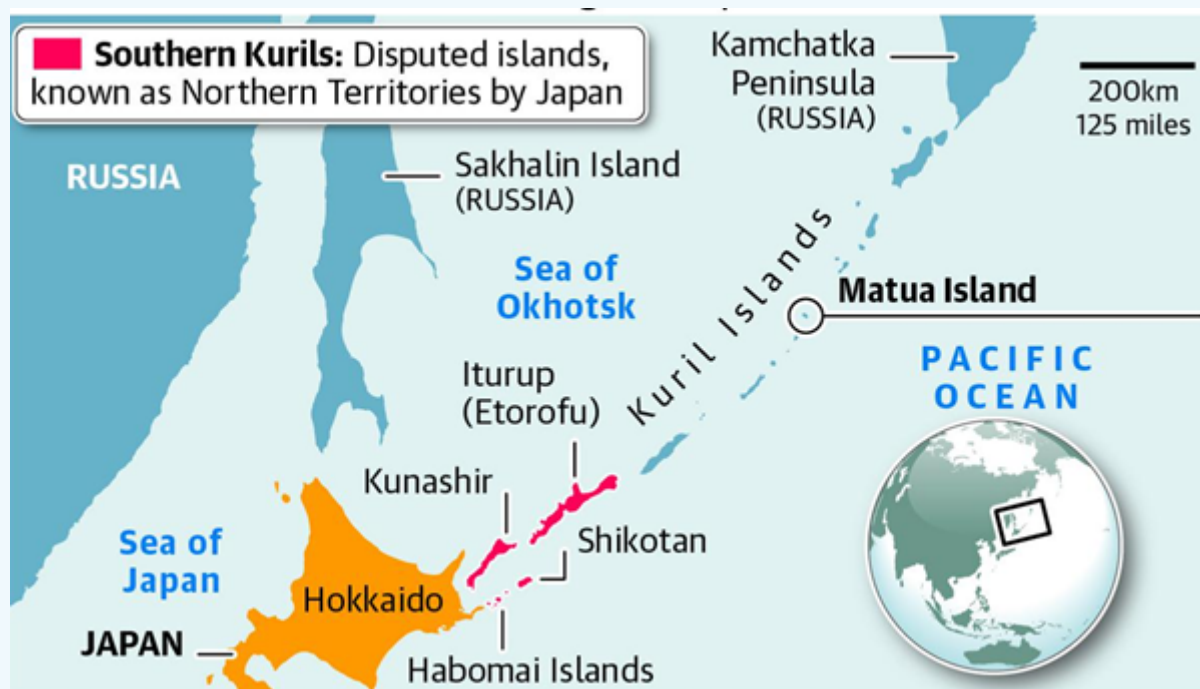 Southern Kurils: Disputed islands,
known as Northern Territories by Japan
Kamchatka
Peninsula
(RUSSIA)
200km
125 miles
RUSSIA
Sakhalin Island
(RUSSIA)
Sea of
Okhotsk
Kuril Islands
Matua Island
PACIFIC
OCEAN
Iturup
(Etorofu)
Kunashir
Shikotan
Sea of
Japan
Hokkaido
JAPAN
Habomai Islands